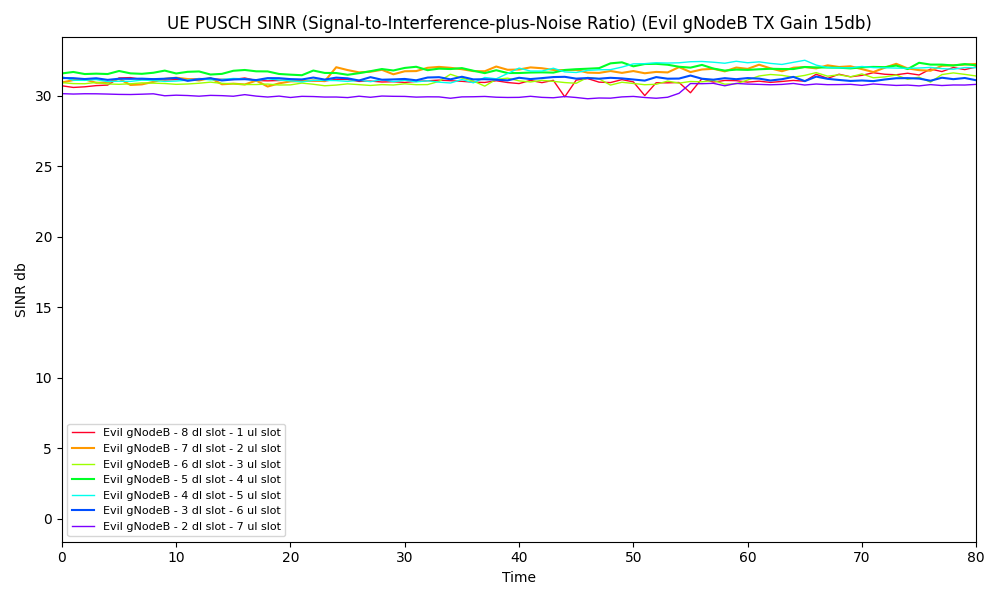 UE PUSCH SINR (Signal-to-Interference-plus-Noise Ratio) (Evil gNodeB TX Gain 15db)
SINR db
30
25
20
15
10
5
0
Evil gNodeB - 8 dl slot - 1 ul slot
Evil gNodeB - 7 dl slot - 2 ul slot
Evil gNodeB - 6 dl slot - 3 ul slot
Evil gNodeB - 5 dl slot - 4 ul slot
Evil gNodeB - 4 dl slot - 5 ul slot
Evil gNodeB - 3 dl slot - 6 ul slot
Evil gNodeB - 2 dl slot - 7 ul slot
0 10 20 30 40 50 60 70 80
Time